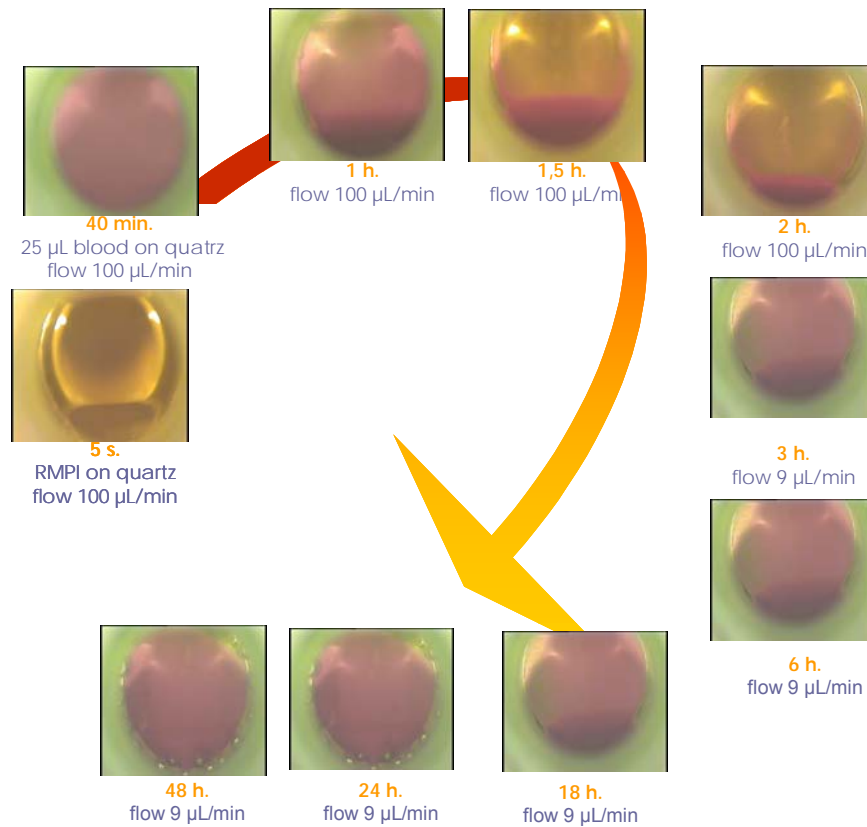 5 s.
RMPI on quartz
flow 100 µL/min
40 min.
25 µL blood on quatrz
flow 100 µL/min
1 h.
flow 100 µL/min
1,5 h.
flow 100 µL/min
2 h.
flow 100 µL/min
3 h.
flow 9 µL/min
6 h.
flow 9 µL/min
18 h.
flow 9 µL/min
24 h.
flow 9 µL/min
48 h.
flow 9 µL/min